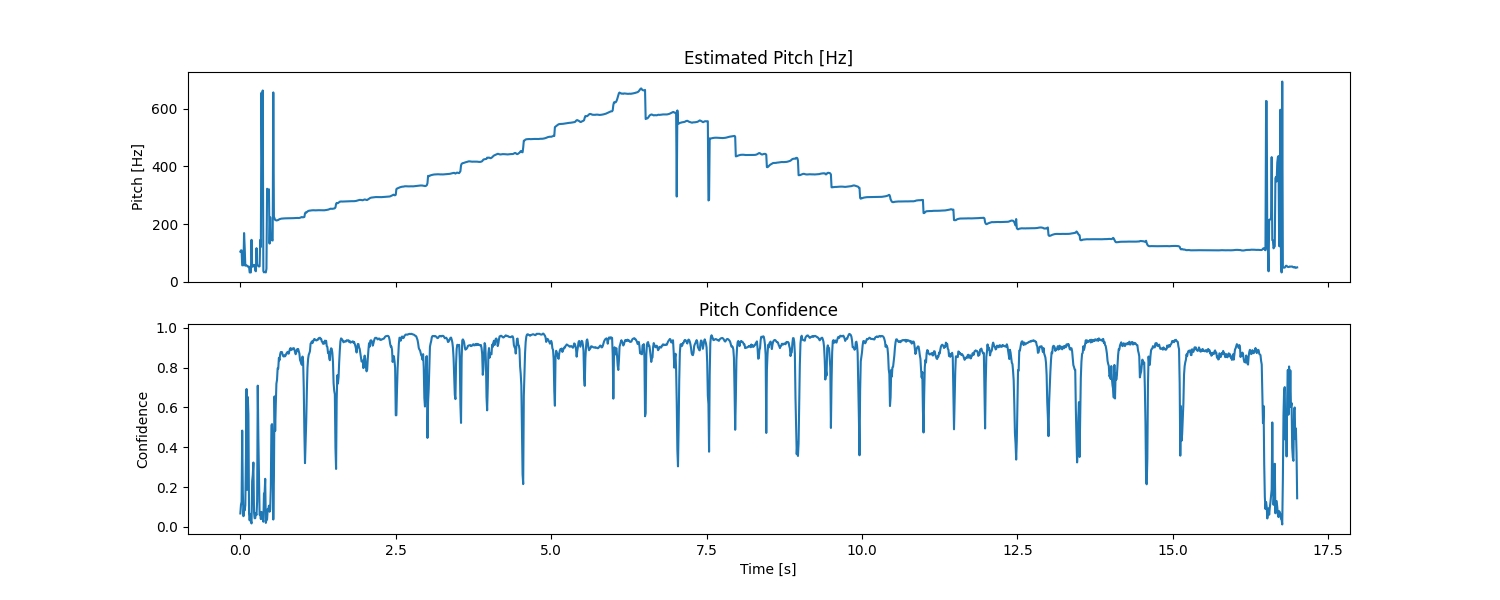 Estimated Pitch [Hz]
600
400
200
0
Pitch [Hz]
Pitch Confidence
1.0
0.8
0.6
0.4
0.2
0.0
Confidence
0.0 2.5 5.0 7.5 10.0 12.5 15.0 17.5
Time [s]